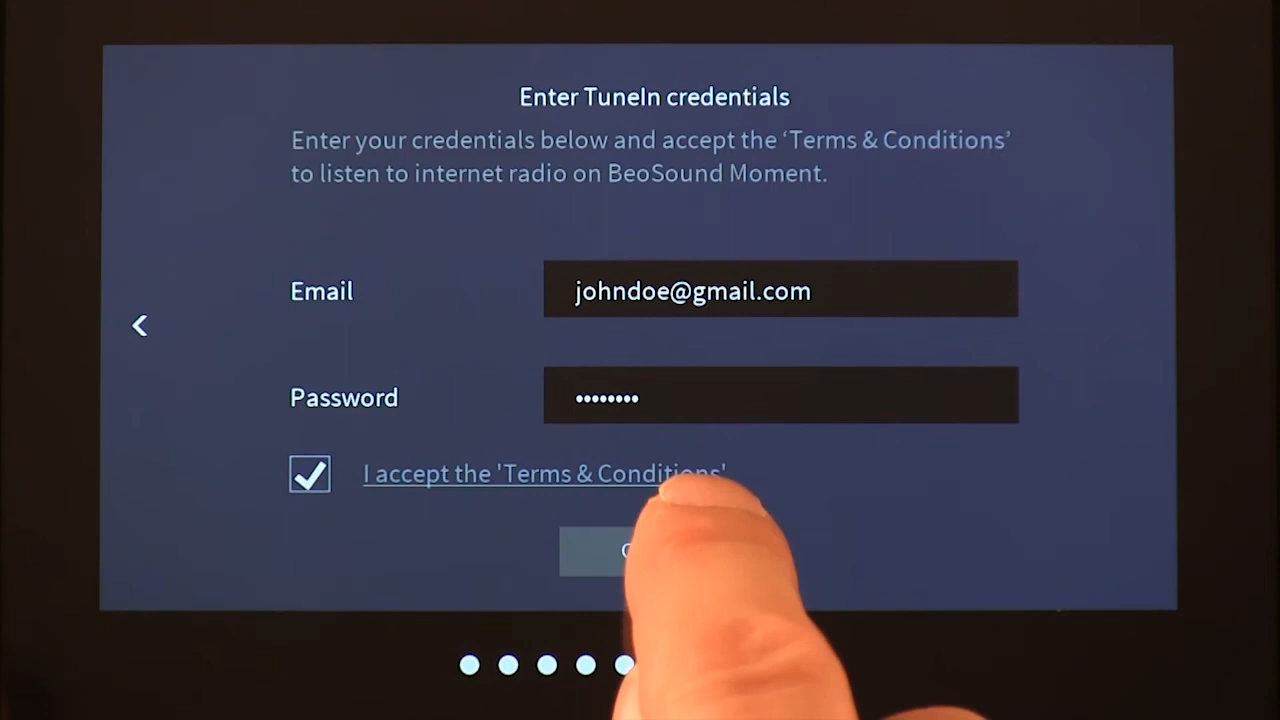 Enter TuneIn credentials
Enter your credentials below and accept the ‘Terms & Conditions’
to listen to internet radio on BeoSound Moment.
Email
johndoe@gmail.com
Password
••••••••
I accept the 'Terms & Conditions'